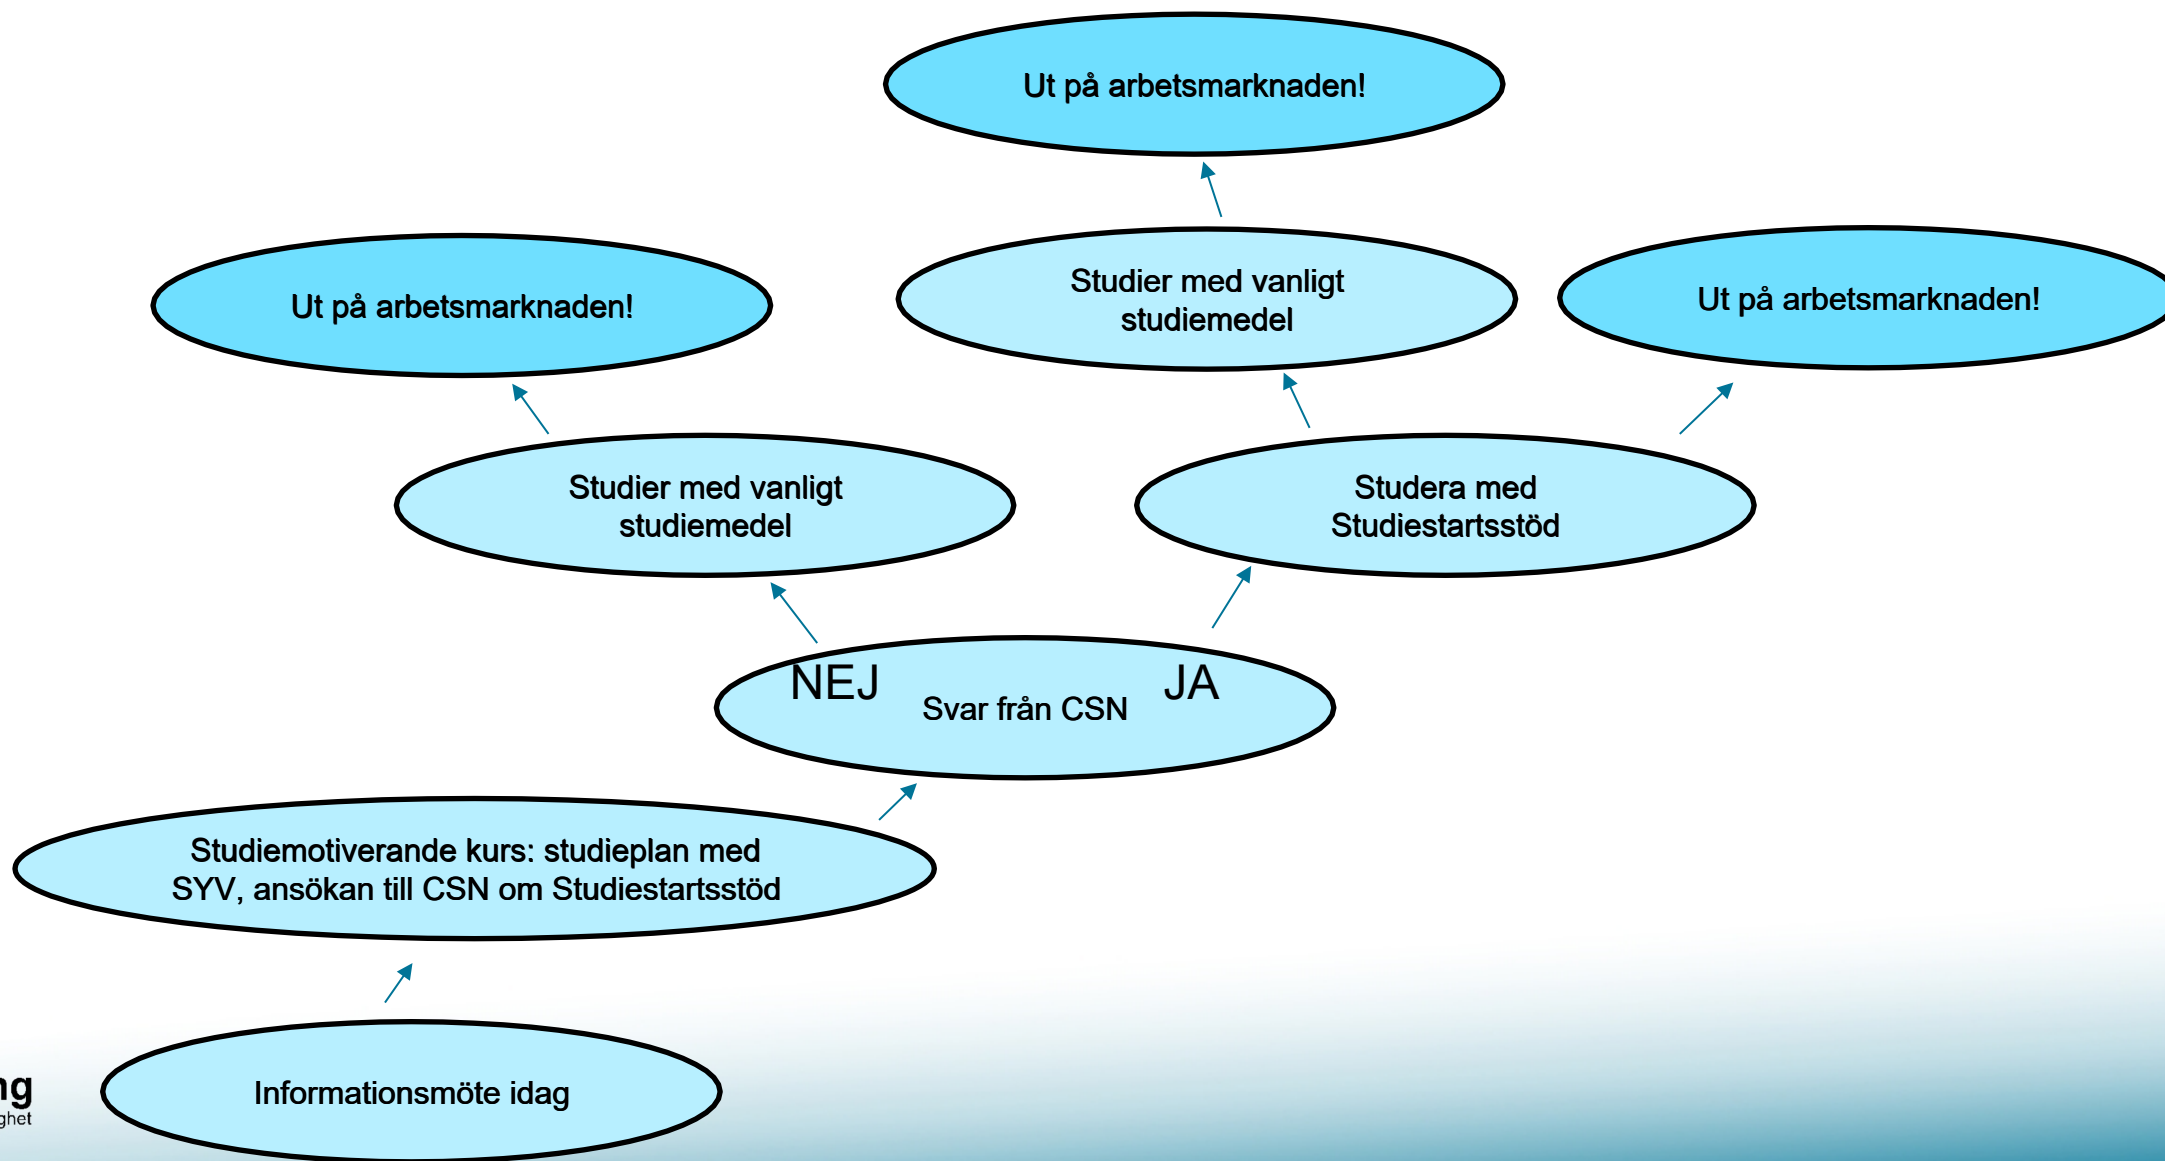 Ut på arbetsmarknaden!
Studier med vanligt
studiemedel
Ut på arbetsmarknaden!
Ut på arbetsmarknaden!
Studier med vanligt
studiemedel
Studera med
Studiestartsstöd
NEJ
JA
Svar från CSN
Studiemotiverande kurs: studieplan med
SYV, ansökan till CSN om Studiestartsstöd
Informationsmöte idag